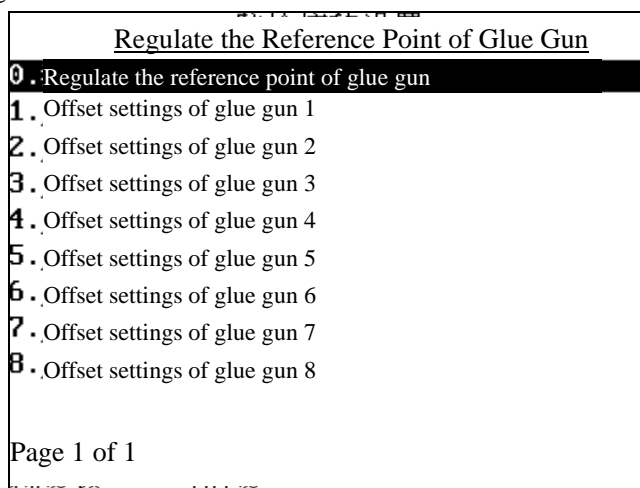 Regulate the Reference Point of Glue Gun
0. Regulate the reference point of glue gun
1. Offset settings of glue gun 1
2. Offset settings of glue gun 2
3. Offset settings of glue gun 3
4. Offset settings of glue gun 4
5. Offset settings of glue gun 5
6. Offset settings of glue gun 6
7. Offset settings of glue gun 7
8. Offset settings of glue gun 8
Page 1 of 1